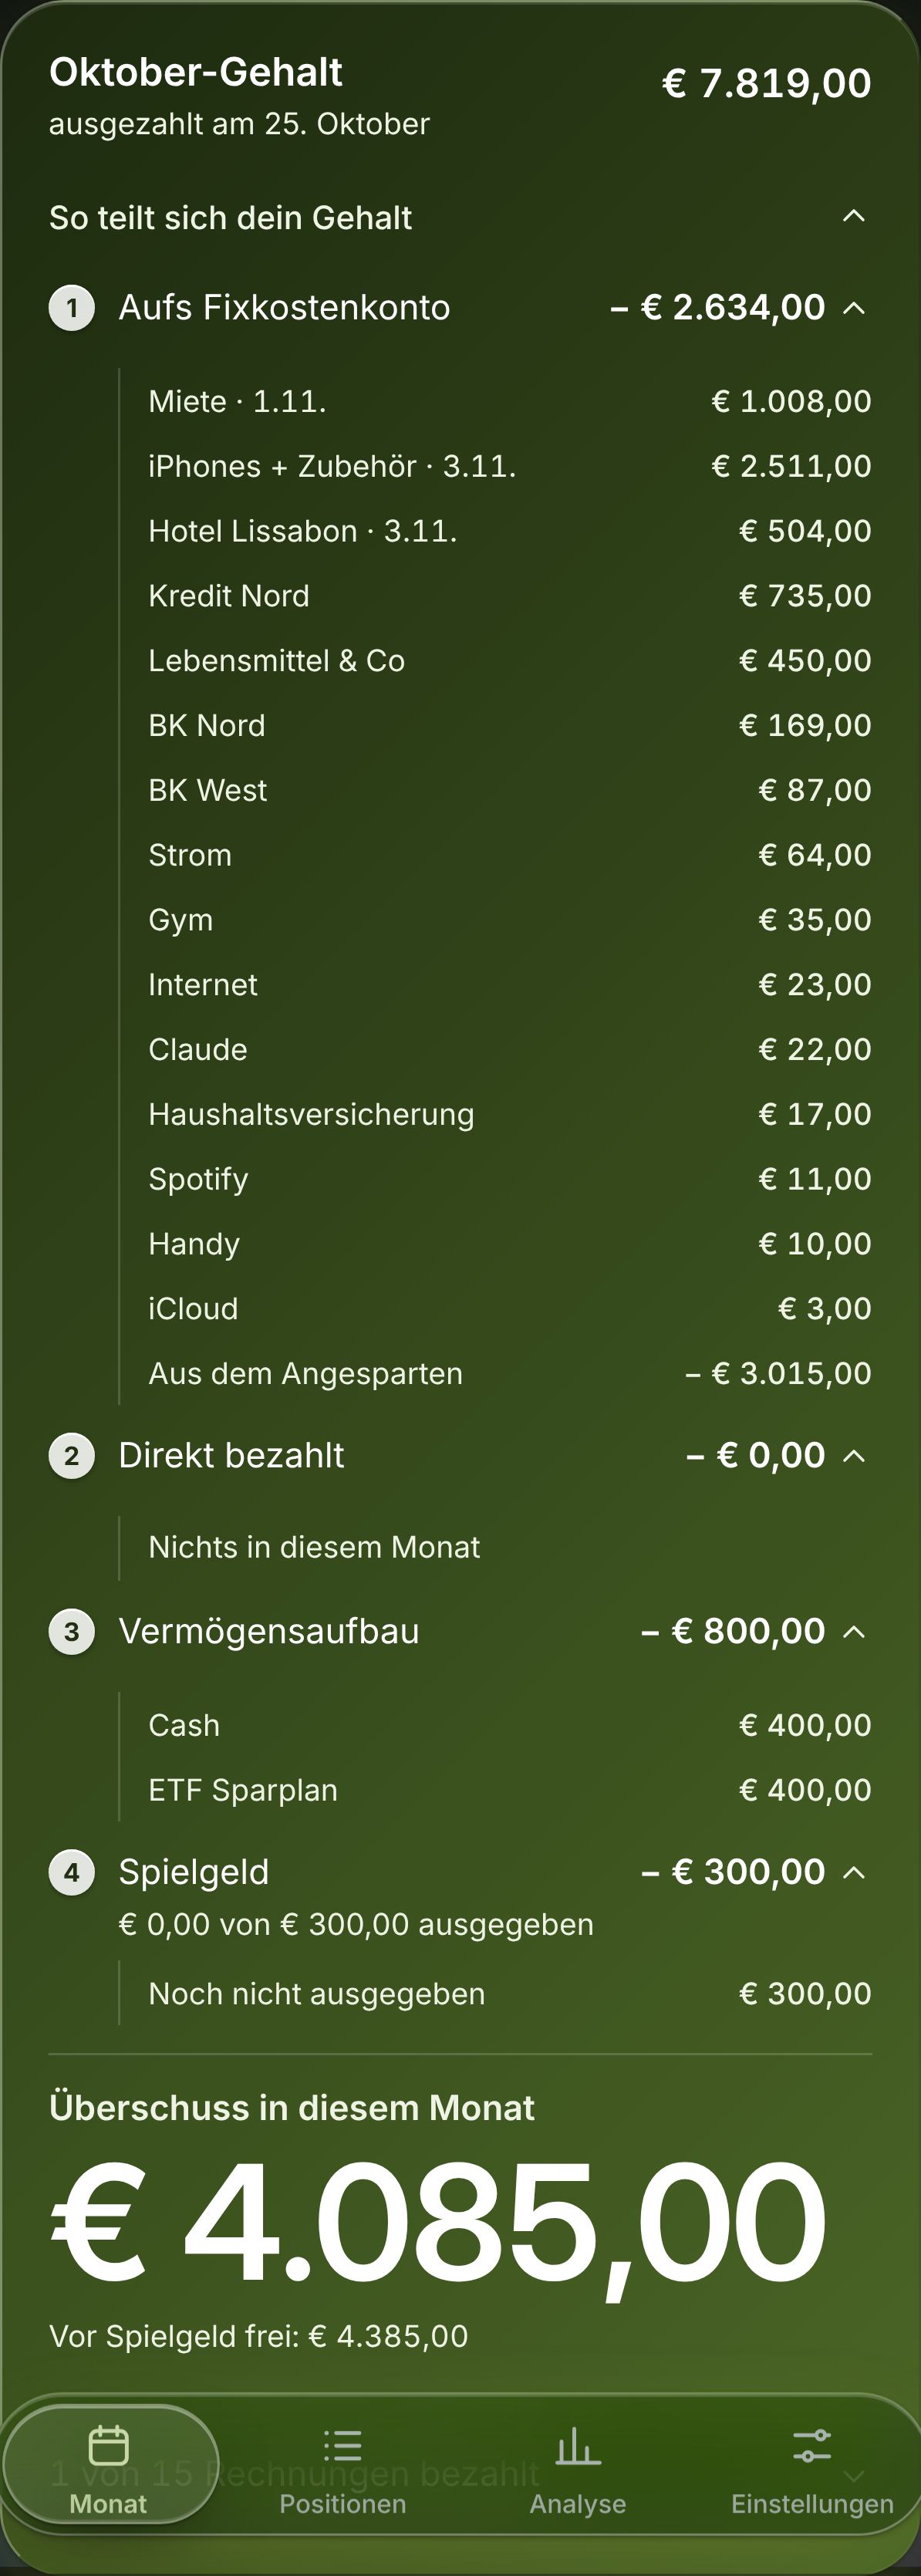 Oktober-Gehalt
€ 7.819,00
ausgezahlt am 25. Oktober
So teilt sich dein Gehalt
1 Aufs Fixkostenkonto – € 2.634,00
Miete · 1.11. € 1.008,00
iPhones + Zubehör · 3.11. € 2.511,00
Hotel Lissabon · 3.11. € 504,00
Kredit Nord € 735,00
Lebensmittel & Co € 450,00
BK Nord € 169,00
BK West € 87,00
Strom € 64,00
Gym € 35,00
Internet € 23,00
Claude € 22,00
Haushaltsversicherung € 17,00
Spotify € 11,00
Handy € 10,00
iCloud € 3,00
Aus dem Angesparten – € 3.015,00
2 Direkt bezahlt – € 0,00
Nichts in diesem Monat
3 Vermögensaufbau – € 800,00
Cash € 400,00
ETF Sparplan € 400,00
4 Spielgeld – € 300,00
€ 0,00 von € 300,00 ausgegeben
Noch nicht ausgegeben € 300,00
Überschuss in diesem Monat
€ 4.085,00
Vor Spielgeld frei: € 4.385,00
1 von 15 Rechnungen bezahlt
Monat Positionen Analyse Einstellungen